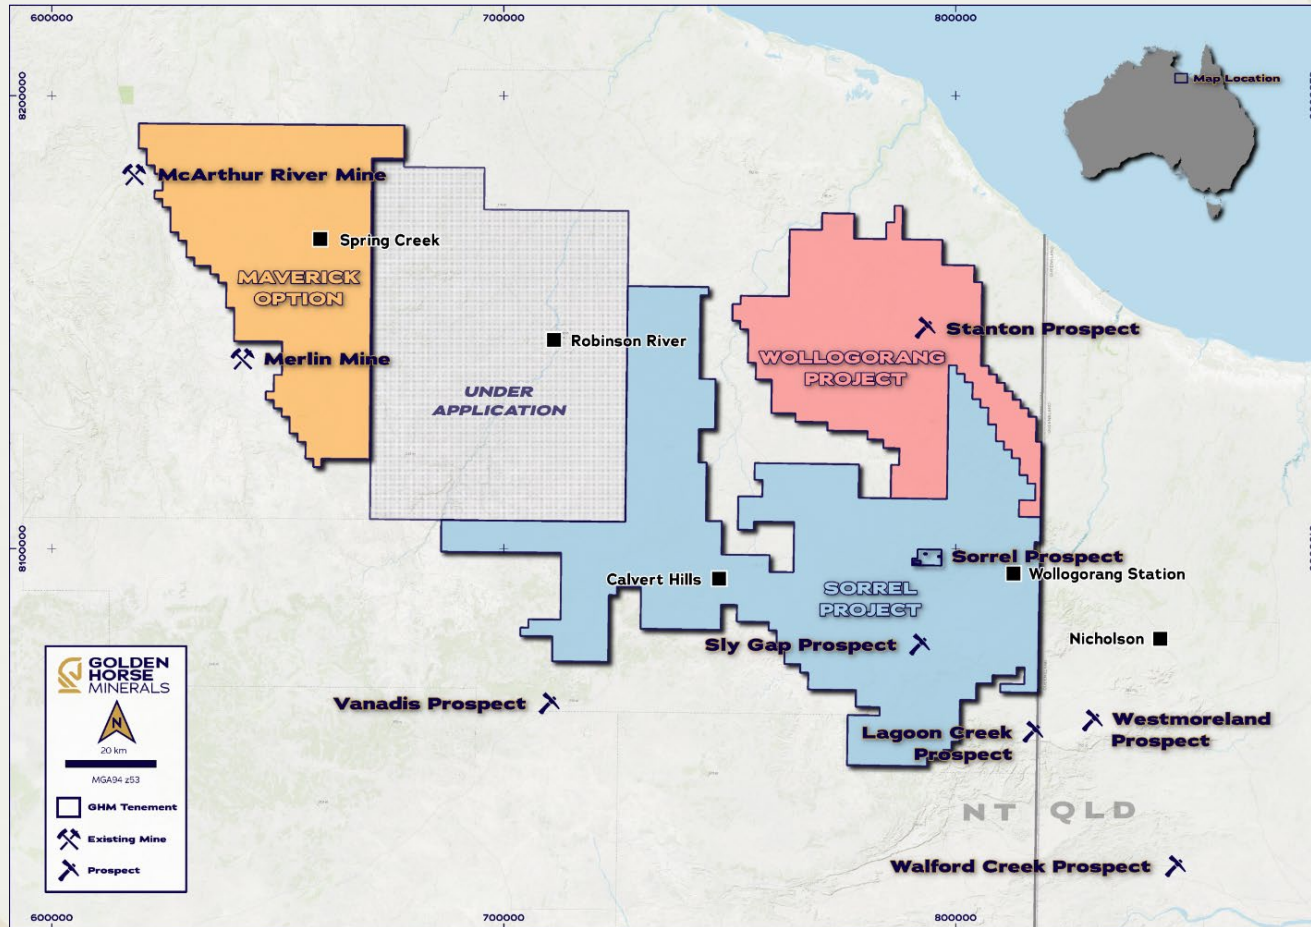 600000
700000
800000
8200000
Map Location
McArthur River Mine
Spring Creek
MAVERICK
OPTION
Merlin Mine
Robinson River
UNDER
APPLICATION
Stanton Prospect
WOLLOGORANG
PROJECT
8100000
Sorrel Prospect
Wollogorang Station
Calvert Hills
SORREL
PROJECT
Nicholson
Sly Gap Prospect
Vanadis Prospect
Lagoon Creek
Prospect
Westmoreland
Prospect
NT QLD
Walford Creek Prospect
GOLDEN
HORSE
MINERALS
N
20 km
MGA94 z53
GHM Tenement
Existing Mine
Prospect
600000
700000
800000